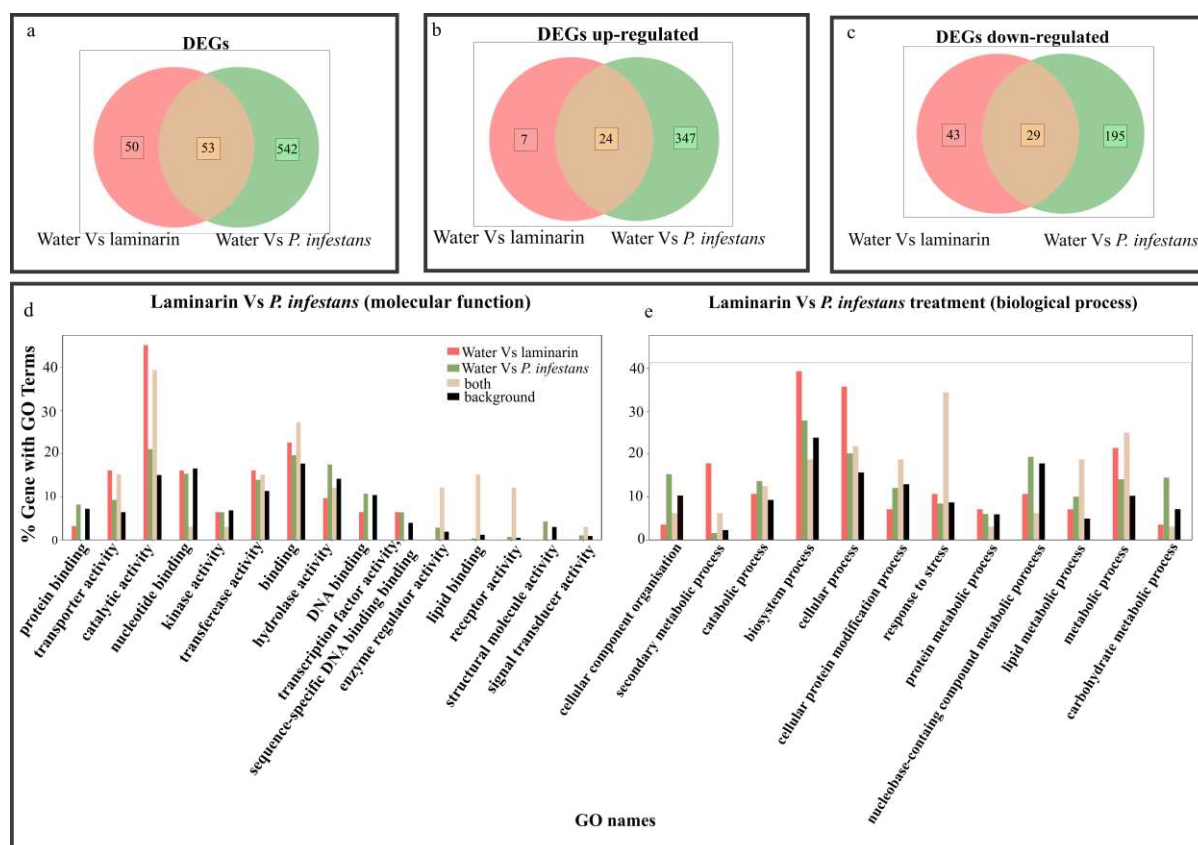 a
DEGs
50
53
542
Water Vs laminarin
Water Vs P. infestans
b
DEGs up-regulated
7
24
347
Water Vs laminarin
Water Vs P. infestans
c
DEGs down-regulated
43
29
195
Water Vs laminarin
Water Vs P. infestans
d
Laminarin Vs P. infestans (molecular function)
% Gene with GO Terms
40
30
20
10
0
Water Vs laminarin
Water Vs P. infestans
both
background
protein binding
transporter activity
catalytic activity
nucleotide binding
kinase activity
transfercase activity
binding
hydrolase activity
DNA binding
transcription factor activity,
sequence-specific DNA binding binding
enzyme regulator activity
lipid binding
receptor activity
structural molecule activity
signal transducer activity
e
Laminarin Vs P. infestans treatment (biological process)
40
30
20
10
0
cellular component organisation
secondary metabolic process
catabolic process
biosystem process
cellular process
cellular protein modification process
response to stress
protein metabolic process
nucleobase-containg compound metabolic porocess
lipid metabolic process
metabolic process
carbohydrate metabolic process
GO names